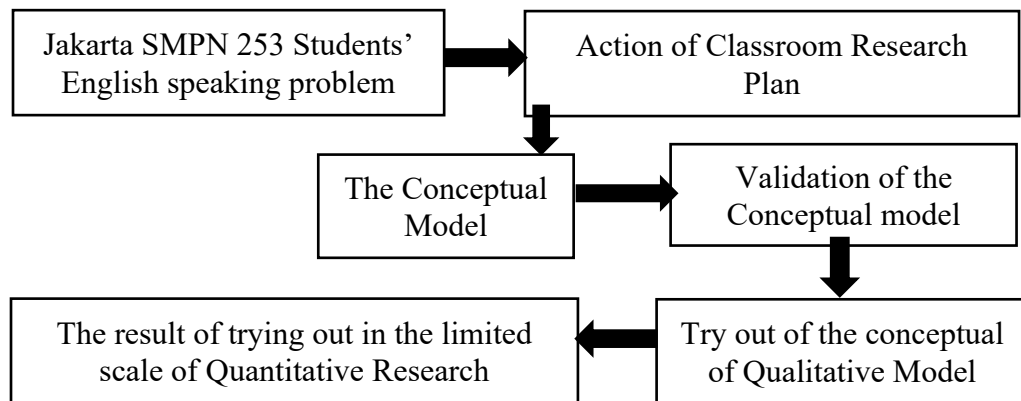 Jakarta SMPN 253 Students’
English speaking problem
Action of Classroom Research
Plan
The Conceptual
Model
Validation of the
Conceptual model
Try out of the conceptual
of Qualitative Model
The result of trying out in the limited
scale of Quantitative Research